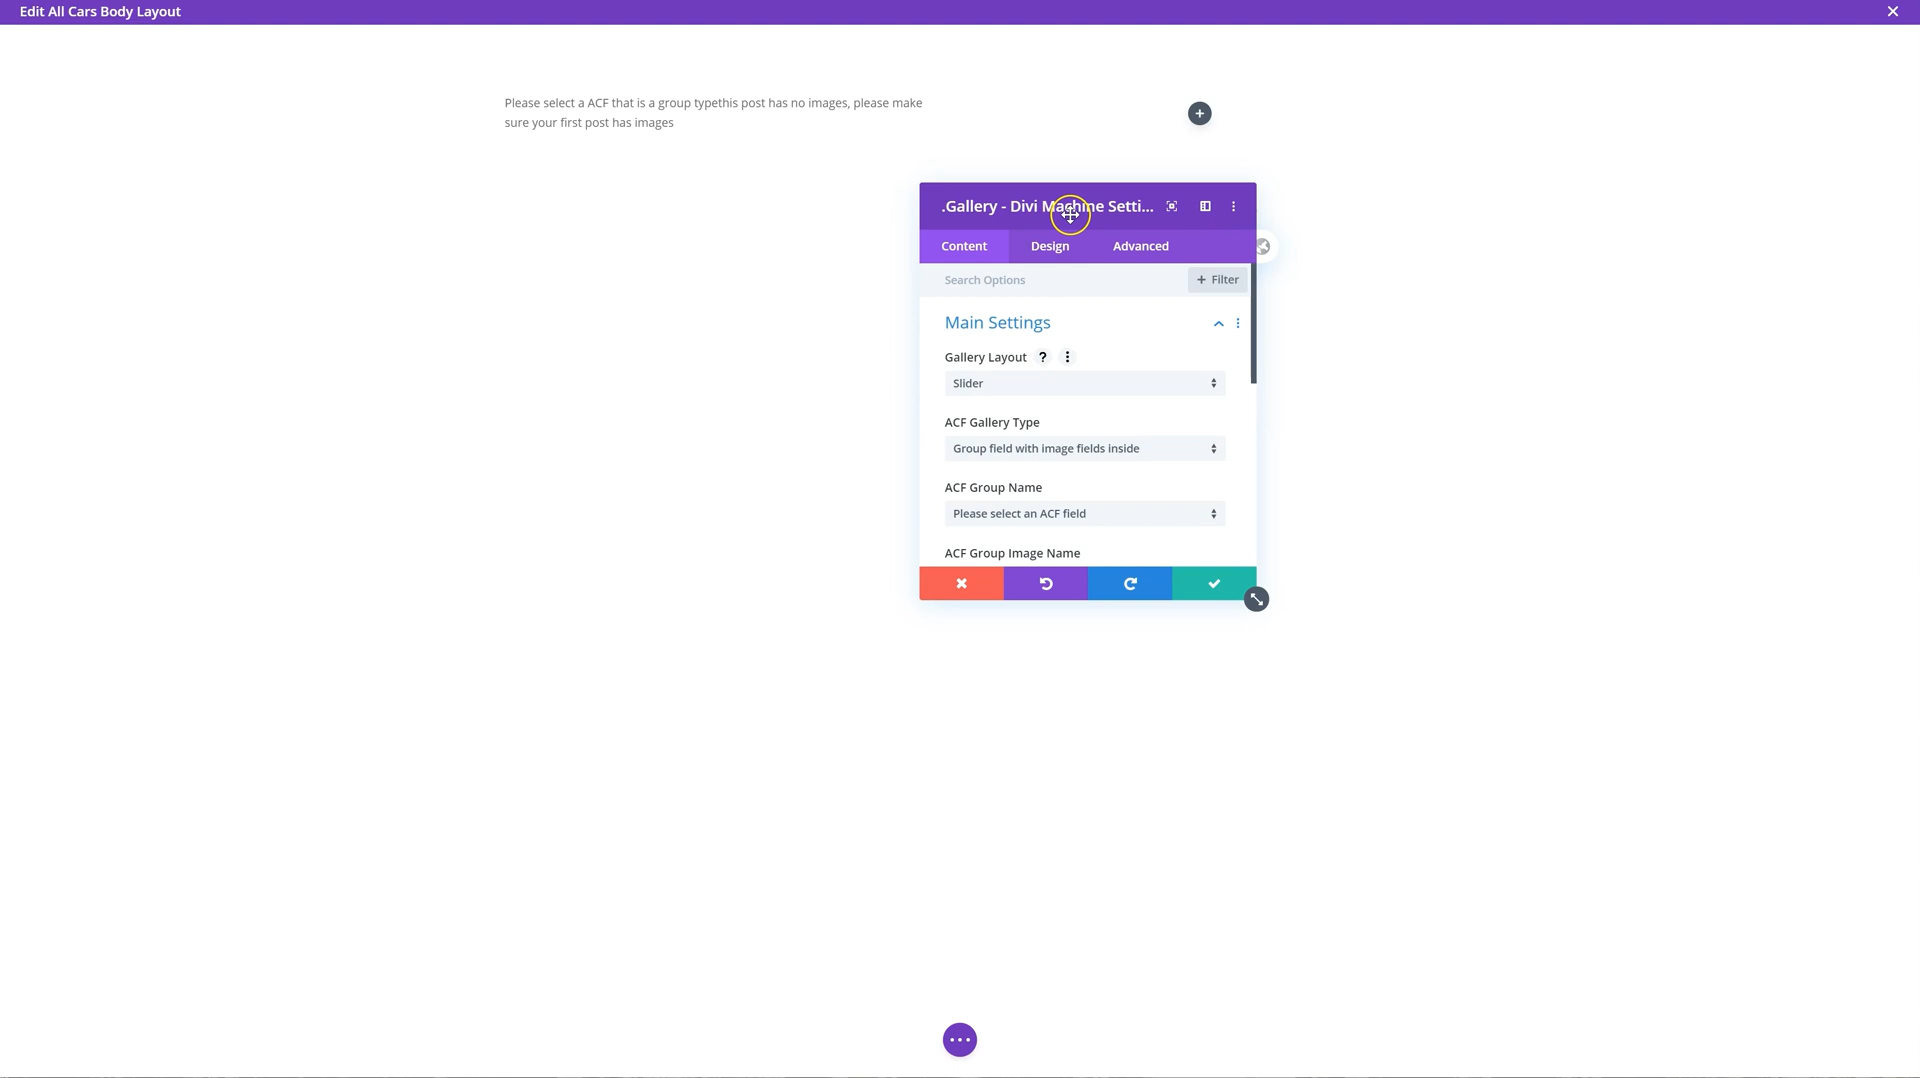 Edit All Cars Body Layout
Please select a ACF that is a group typethis post has no images, please make
sure your first post has images
.Gallery - Divi Machine Setti...
Content
Design
Advanced
Search Options
+ Filter
Main Settings
Gallery Layout ?
Slider
ACF Gallery Type
Group field with image fields inside
ACF Group Name
Please select an ACF field
ACF Group Image Name